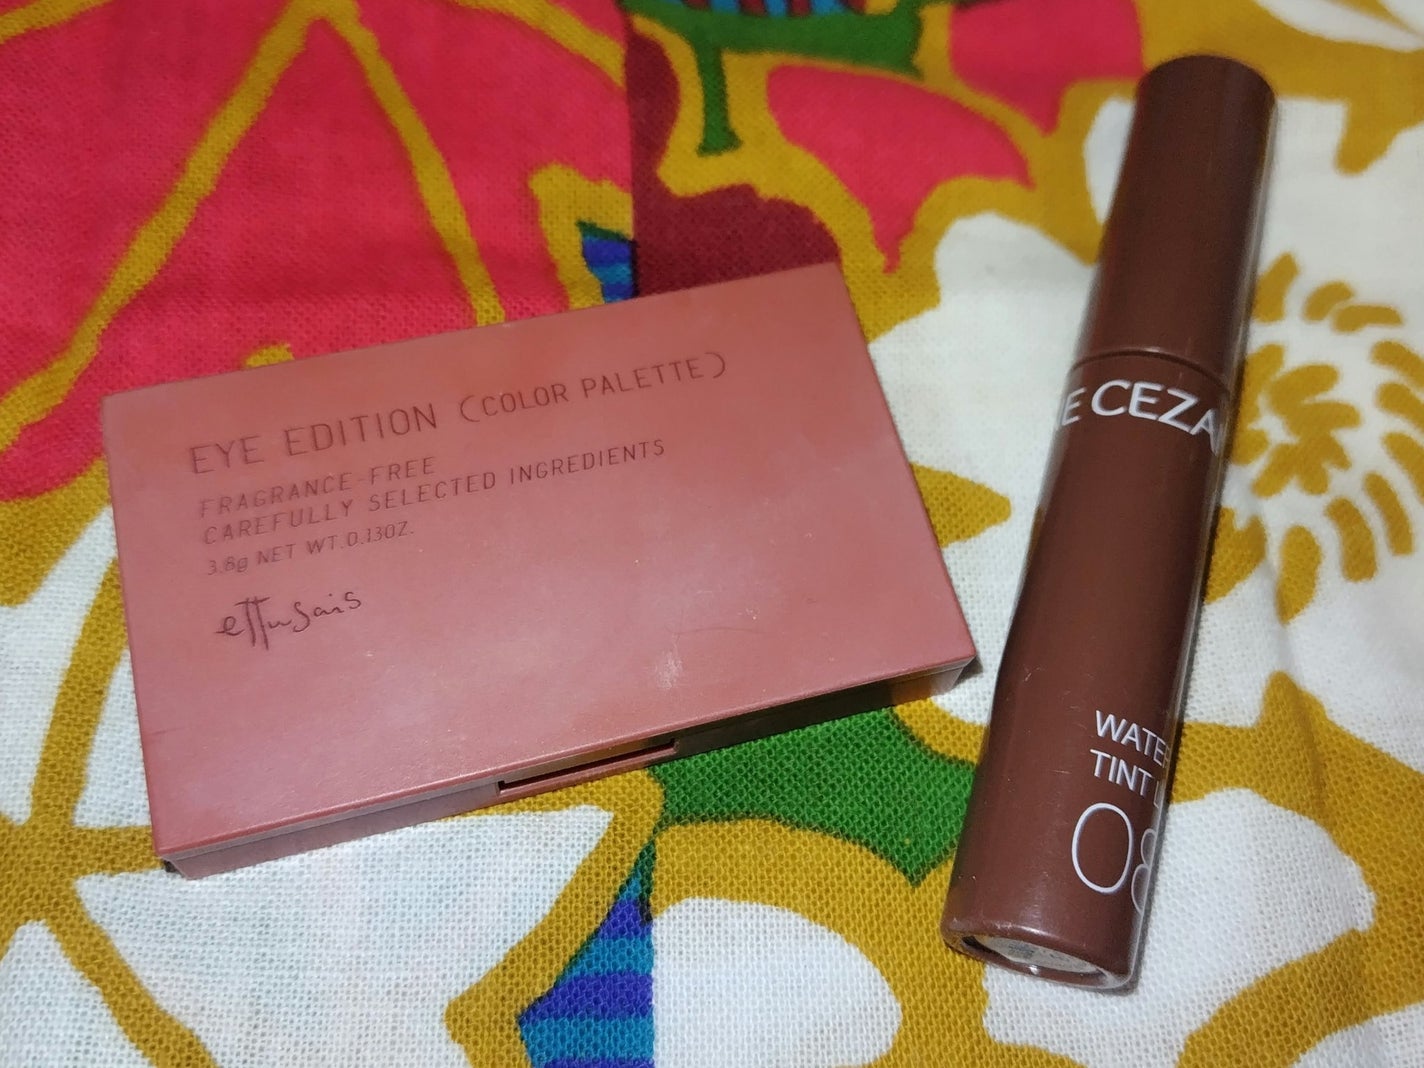 EYE EDITION (COLOR PALETTE)
FRAGRANCE-FREE
CAREFULLY SELECTED INGREDIENTS
3.8g NET WT.0.13OZ.
ettusais
E CEZA
WATE
TINT
08